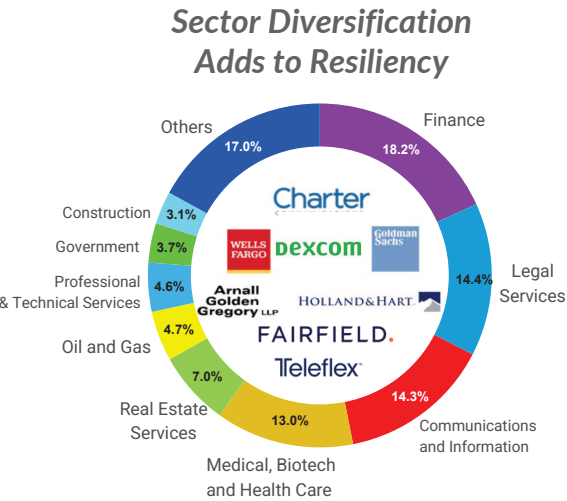 Sector Diversification
Adds to Resiliency
Finance
18.2%
Legal
Services
14.4%
Communications
and Information
14.3%
Medical, Biotech
and Health Care
13.0%
Real Estate
Services
7.0%
Oil and Gas
4.7%
Professional
& Technical Services
4.6%
Government
3.7%
Construction
3.1%
Others
17.0%
Charter
COMMUNICATIONS
WELLS
FARGO
Dexcom
Goldman
Sachs
Arnall
Golden
Gregory LLP
HOLLAND&HART
FAIRFIELD.
Teleflex